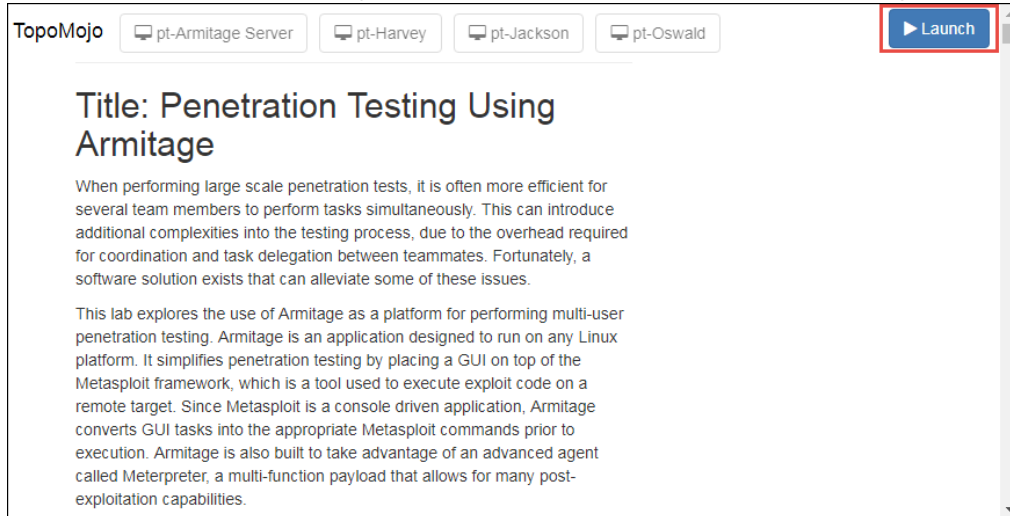 TopoMojo pt-Armitage Server pt-Harvey pt-Jackson pt-Oswald Launch
Title: Penetration Testing Using
Armitage
When performing large scale penetration tests, it is often more efficient for
several team members to perform tasks simultaneously. This can introduce
additional complexities into the testing process, due to the overhead required
for coordination and task delegation between teammates. Fortunately, a
software solution exists that can alleviate some of these issues.
This lab explores the use of Armitage as a platform for performing multi-user
penetration testing. Armitage is an application designed to run on any Linux
platform. It simplifies penetration testing by placing a GUI on top of the
Metasploit framework, which is a tool used to execute exploit code on a
remote target. Since Metasploit is a console driven application, Armitage
converts GUI tasks into the appropriate Metasploit commands prior to
execution. Armitage is also built to take advantage of an advanced agent
called Meterpreter, a multi-function payload that allows for many post-
exploitation capabilities.